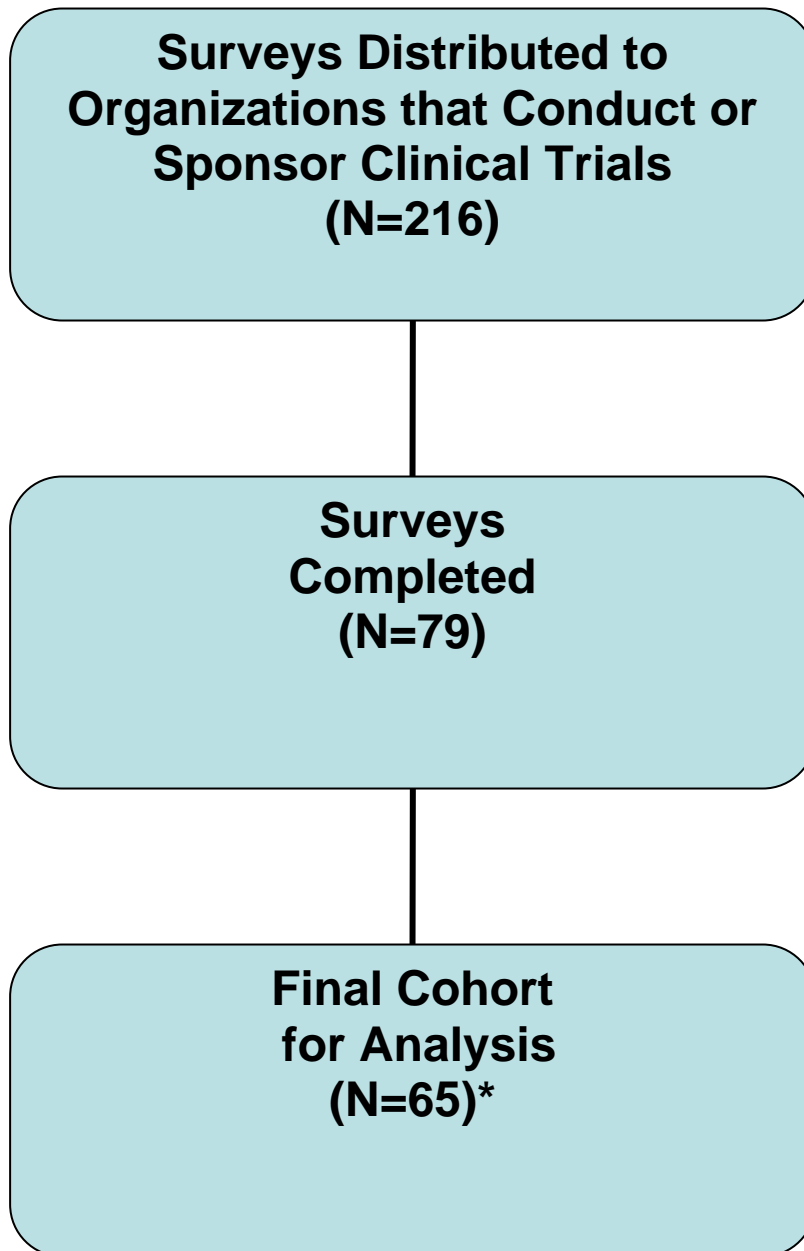 Surveys Distributed to
Organizations that Conduct or
Sponsor Clinical Trials
(N=216)
Surveys
Completed
(N=79)
Final Cohort
for Analysis
(N=65)*